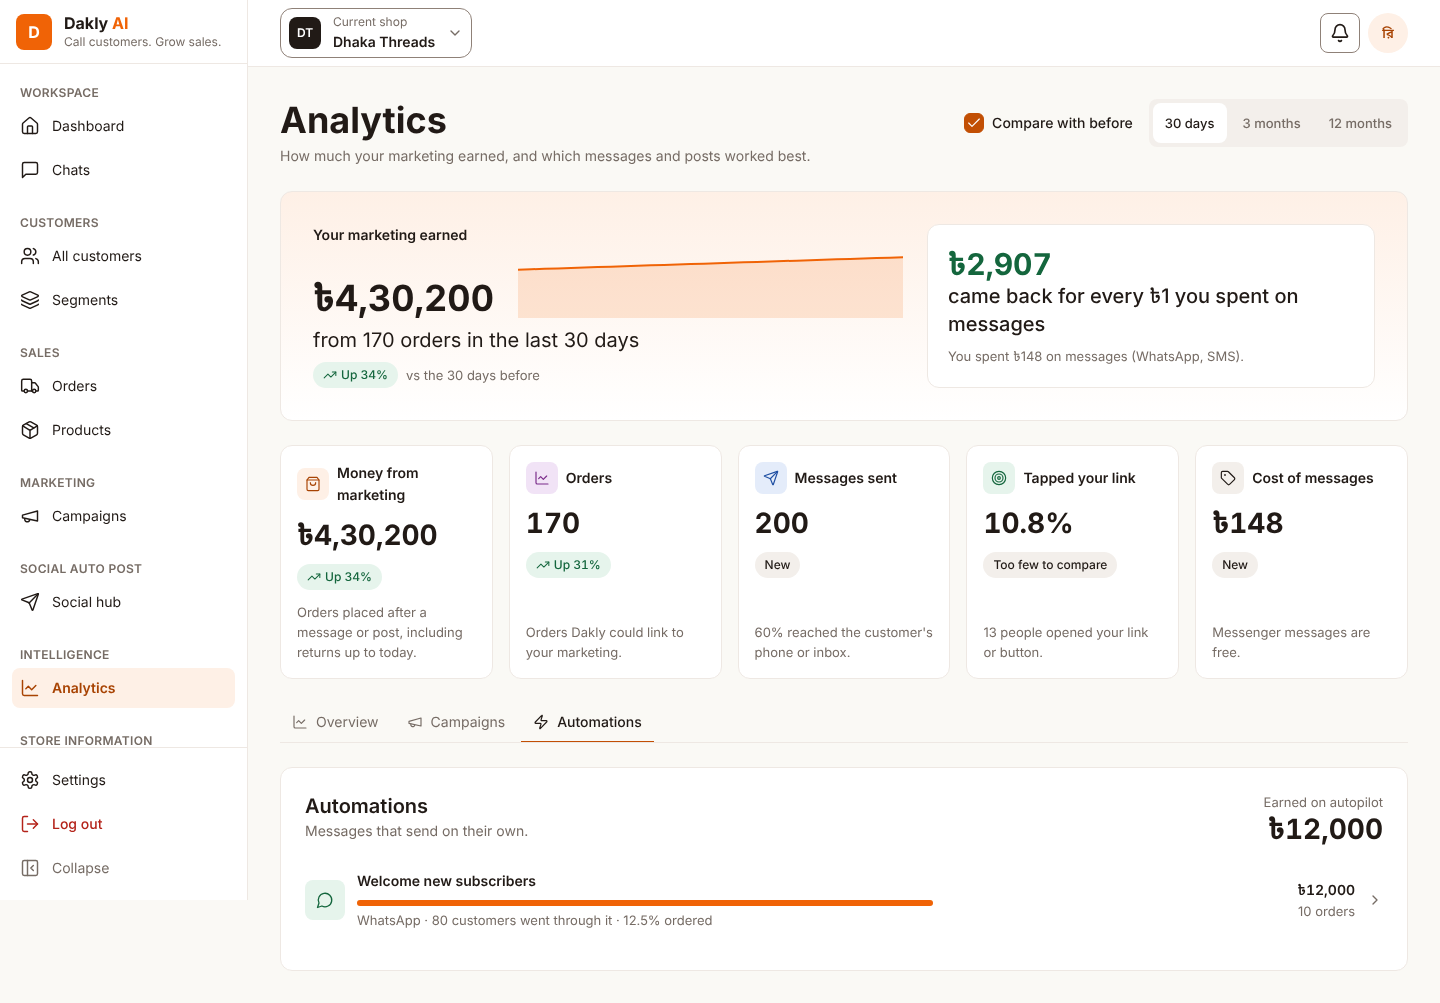 D
Dakly AI
Call customers. Grow sales.
DT
Current shop
Dhaka Threads
রি
WORKSPACE
Dashboard
Chats
CUSTOMERS
All customers
Segments
SALES
Orders
Products
MARKETING
Campaigns
SOCIAL AUTO POST
Social hub
INTELLIGENCE
Analytics
STORE INFORMATION
Settings
Log out
Collapse
Analytics
How much your marketing earned, and which messages and posts worked best.
Compare with before
30 days
3 months
12 months
Your marketing earned
৳4,30,200
from 170 orders in the last 30 days
Up 34%
vs the 30 days before
৳2,907
came back for every ৳1 you spent on
messages
You spent ৳148 on messages (WhatsApp, SMS).
Money from
marketing
৳4,30,200
Up 34%
Orders placed after a
message or post, including
returns up to today.
Orders
170
Up 31%
Orders Dakly could link to
your marketing.
Messages sent
200
New
60% reached the customer's
phone or inbox.
Tapped your link
10.8%
Too few to compare
13 people opened your link
or button.
Cost of messages
৳148
New
Messenger messages are
free.
Overview
Campaigns
Automations
Automations
Messages that send on their own.
Earned on autopilot
৳12,000
Welcome new subscribers
WhatsApp · 80 customers went through it · 12.5% ordered
৳12,000
10 orders